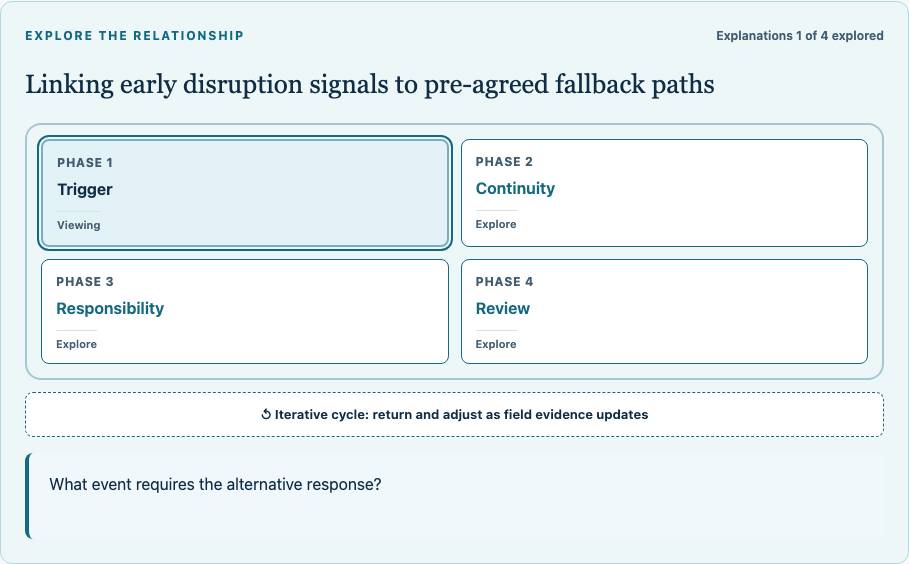 EXPLORE THE RELATIONSHIP
Explanations 1 of 4 explored
Linking early disruption signals to pre-agreed fallback paths
PHASE 1
Trigger
Viewing
PHASE 2
Continuity
Explore
PHASE 3
Responsibility
Explore
PHASE 4
Review
Explore
↺ Iterative cycle: return and adjust as field evidence updates
What event requires the alternative response?